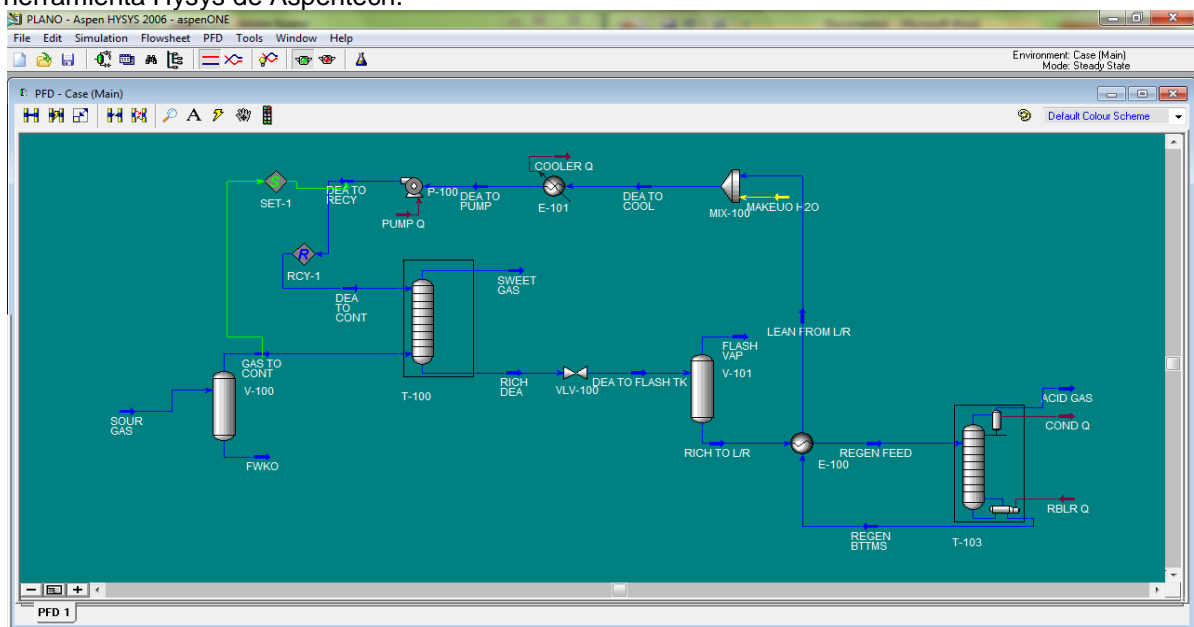 herramienta Hysys de Aspentech.
PLANO - Aspen HYSYS 2006 - aspenONE
File Edit Simulation Flowsheet PFD Tools Window Help
Environment: Case (Main)
Mode: Steady State
PFD - Case (Main)
A
Default Colour Scheme
COOLER Q
S
SET-1
DEA TO
RECY
P-100
DEA TO
PUMP
E-101
DEA TO
COOL
MIX-100
MAKEUO H2O
PUMP Q
R
RCY-1
DEA
TO
CONT
SWEET
GAS
LEAN FROM L/R
GAS TO
CONT
V-100
T-100
RICH
DEA
VLV-100
DEA TO FLASH TK
FLASH
VAP
V-101
SOUR
GAS
FWKO
RICH TO L/R
E-100
REGEN FEED
ACID GAS
COND Q
RBLR Q
REGEN
BTTMS
T-103
PFD 1